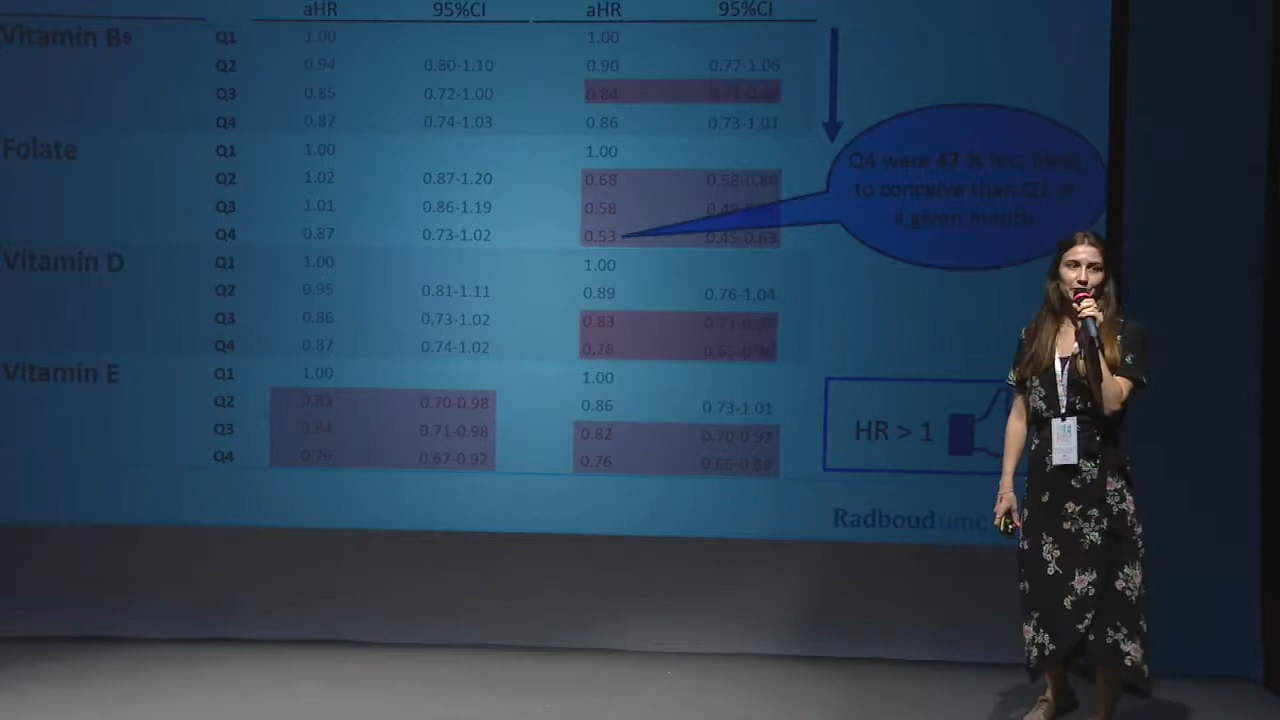 aHR 95%CI aHR 95%CI
Q1 1.00 1.00
Vitamin B6
Q2 0.94 0.80-1.10 0.90 0.77-1.06
Q3 0.85 0.72-1.00 0.84
Q4 0.87 0.74-1.03 0.86 0.73-1.01
Folate Q1 1.00 1.00
Q2 1.02 0.87-1.20 0.68 0.58-0.80
Q3 1.01 0.86-1.19 0.58
Q4 0.87 0.73-1.02 0.53 0.45-0.63
Vitamin D Q1 1.00 1.00
Q2 0.95 0.81-1.11 0.89 0.76-1.04
Q3 0.86 0.73-1.02 0.83 0.71-0.98
Q4 0.87 0.74-1.02 0.76
Vitamin E Q1 1.00 1.00
Q2 0.83 0.70-0.98 0.86 0.73-1.01
Q3 0.84 0.71-0.98 0.82 0.70-0.97
Q4 0.79 0.67-0.92 0.76 0.65-0.89
Q4 were 47 % less likely
to conceive than Q1 in
a given month
HR > 1
Radboudumc